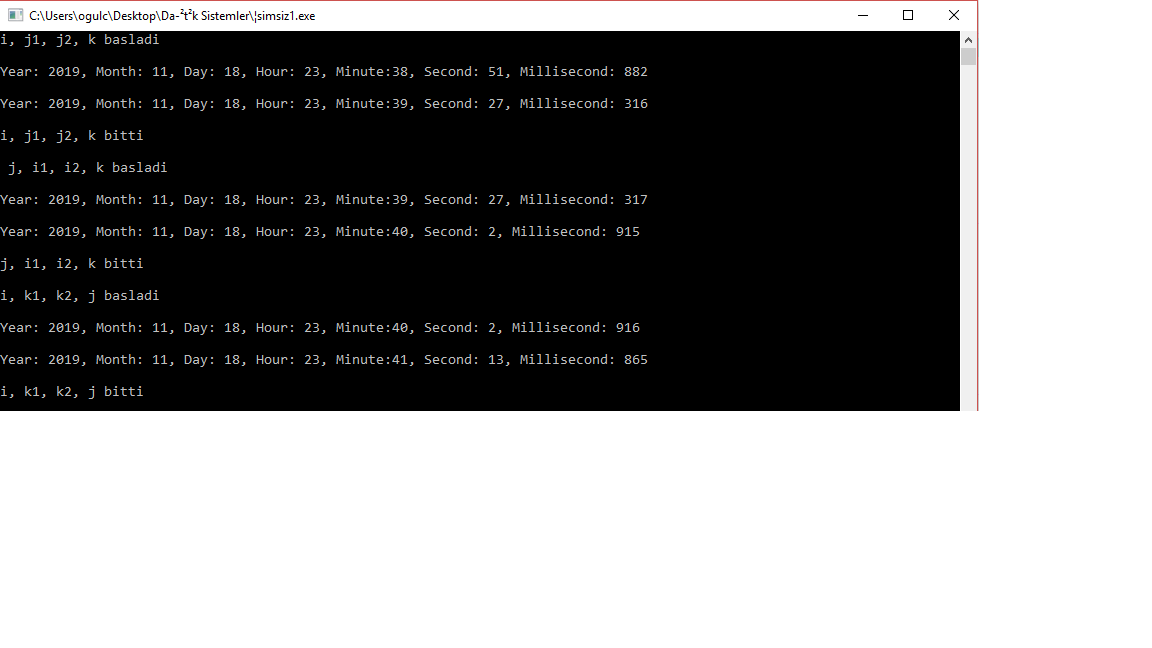 C:\Users\ogulc\Desktop\Da-²t²k Sistemler\¦simsiz1.exe
i, j1, j2, k basladi
Year: 2019, Month: 11, Day: 18, Hour: 23, Minute:38, Second: 51, Millisecond: 882
Year: 2019, Month: 11, Day: 18, Hour: 23, Minute:39, Second: 27, Millisecond: 316
i, j1, j2, k bitti
j, i1, i2, k basladi
Year: 2019, Month: 11, Day: 18, Hour: 23, Minute:39, Second: 27, Millisecond: 317
Year: 2019, Month: 11, Day: 18, Hour: 23, Minute:40, Second: 2, Millisecond: 915
j, i1, i2, k bitti
i, k1, k2, j basladi
Year: 2019, Month: 11, Day: 18, Hour: 23, Minute:40, Second: 2, Millisecond: 916
Year: 2019, Month: 11, Day: 18, Hour: 23, Minute:41, Second: 13, Millisecond: 865
i, k1, k2, j bitti